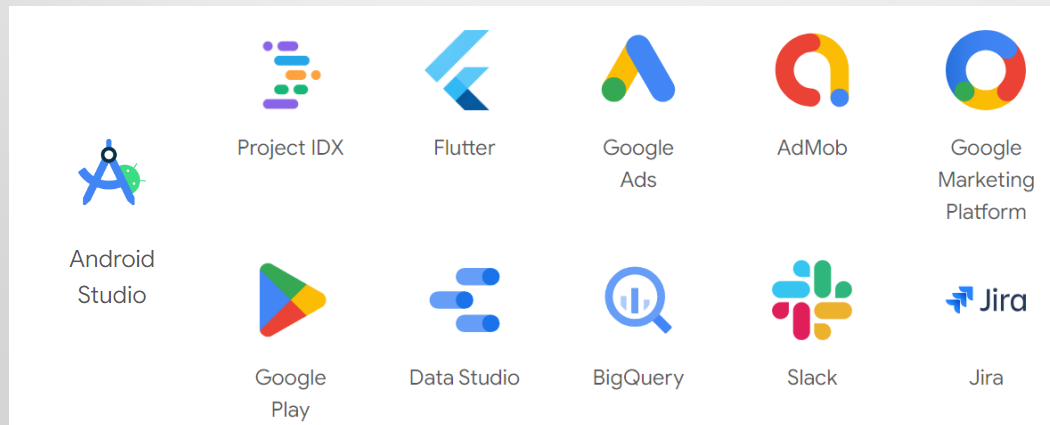 Project IDX
Flutter
Google
Ads
AdMob
Google
Marketing
Platform
Android
Studio
Jira
Google
Play
Data Studio
BigQuery
Slack
Jira